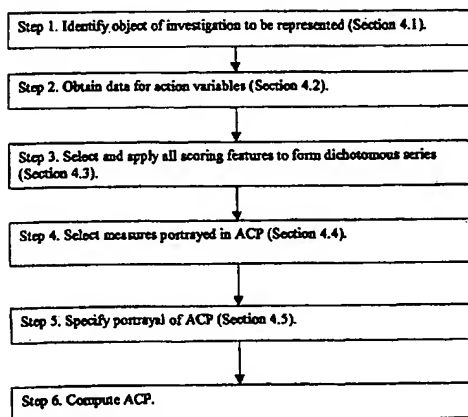 Step 1. Identify object of investigation to be represented (Section 4.1).
Step 2. Obtain data for action variables (Section 4.2).
Step 3. Select and apply all scoring features to form dichotomous series
(Section 4.3).
Step 4. Select measures portrayed in ACP (Section 4.4).
Step 5. Specify portrayal of ACP (Section 4.5).
Step 6. Compute ACP.